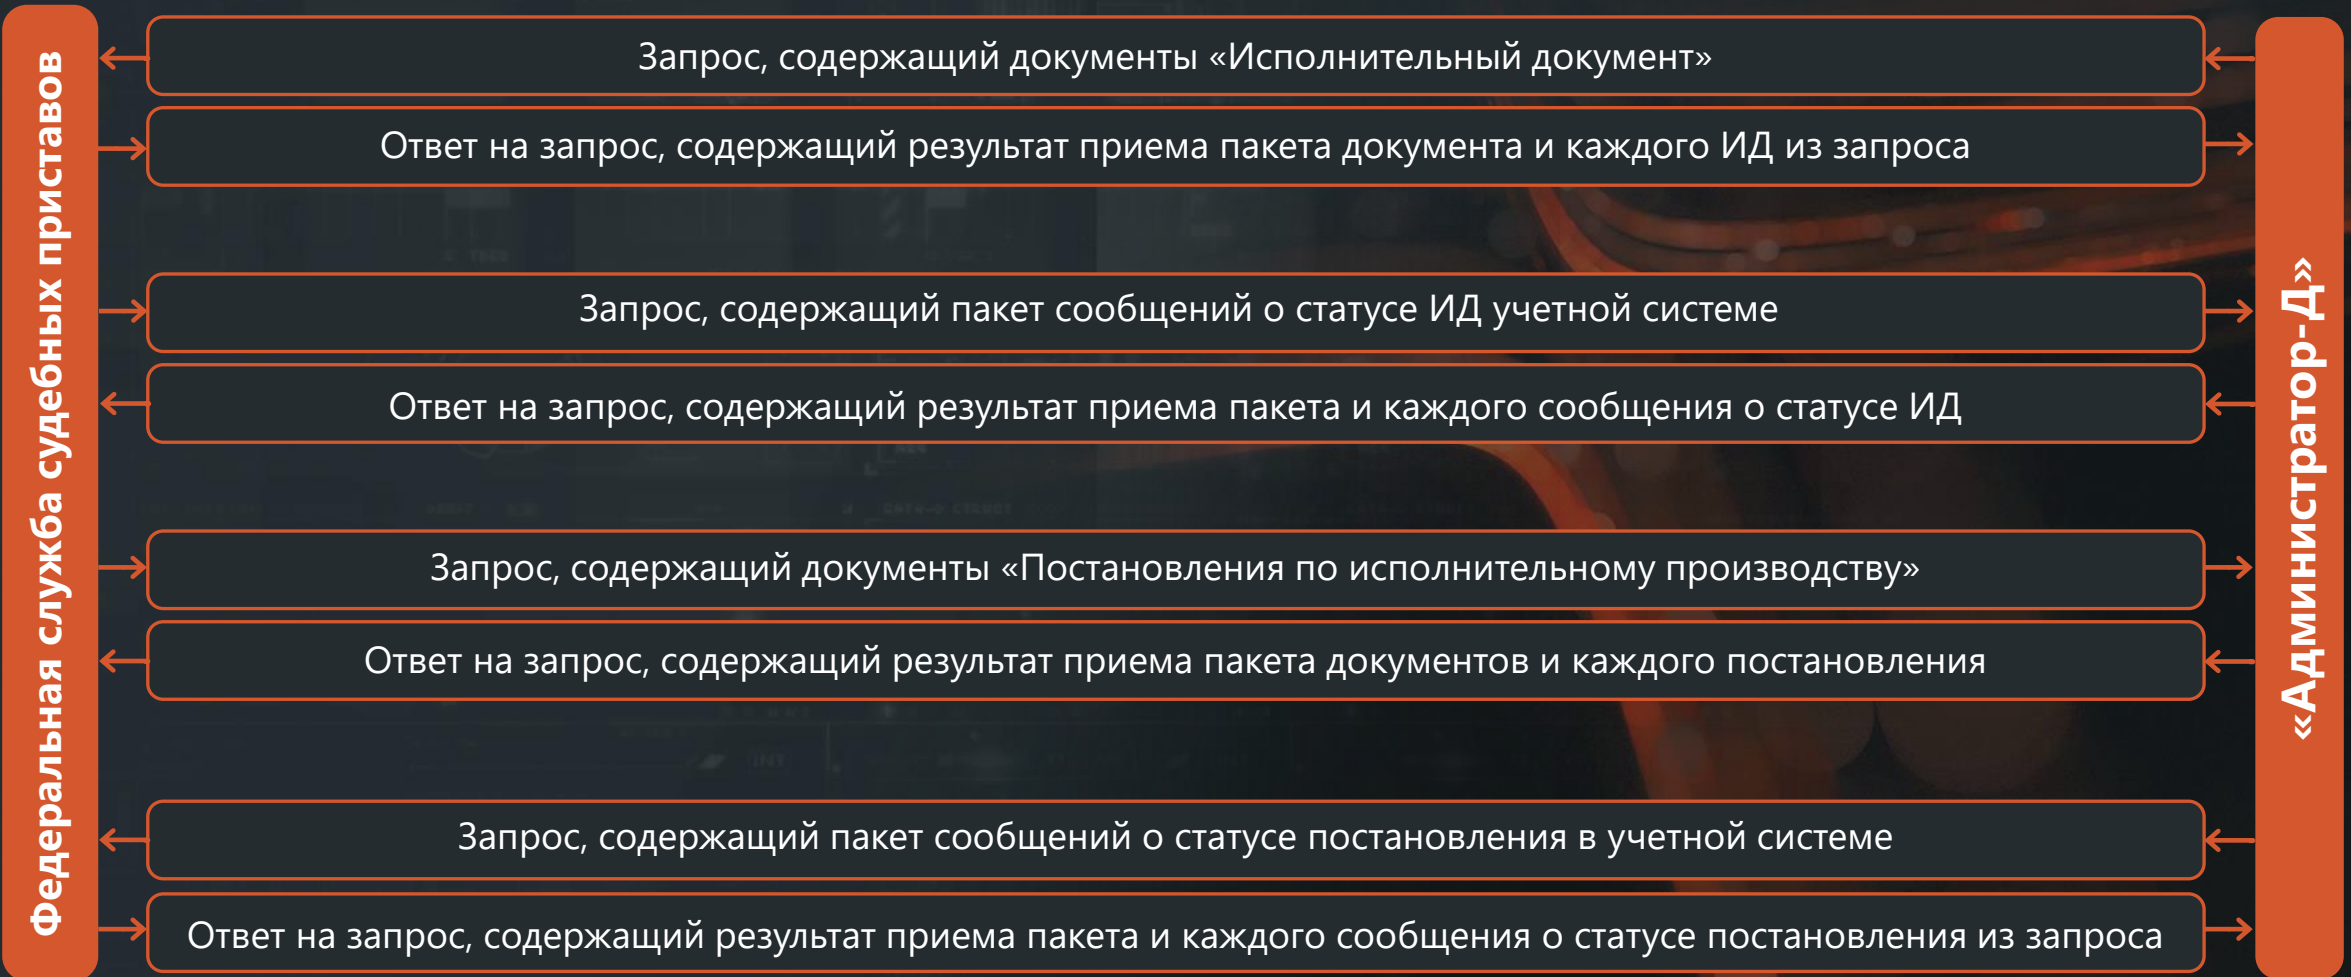 Федеральная служба судебных приставов
Запрос, содержащий документы «Исполнительный документ»
Ответ на запрос, содержащий результат приема пакета документа и каждого ИД из запроса
Запрос, содержащий пакет сообщений о статусе ИД учетной системе
Ответ на запрос, содержащий результат приема пакета и каждого сообщения о статусе ИД
Запрос, содержащий документы «Постановления по исполнительному производству»
Ответ на запрос, содержащий результат приема пакета документов и каждого постановления
Запрос, содержащий пакет сообщений о статусе постановления в учетной системе
Ответ на запрос, содержащий результат приема пакета и каждого сообщения о статусе постановления из запроса
«Администратор-Д»